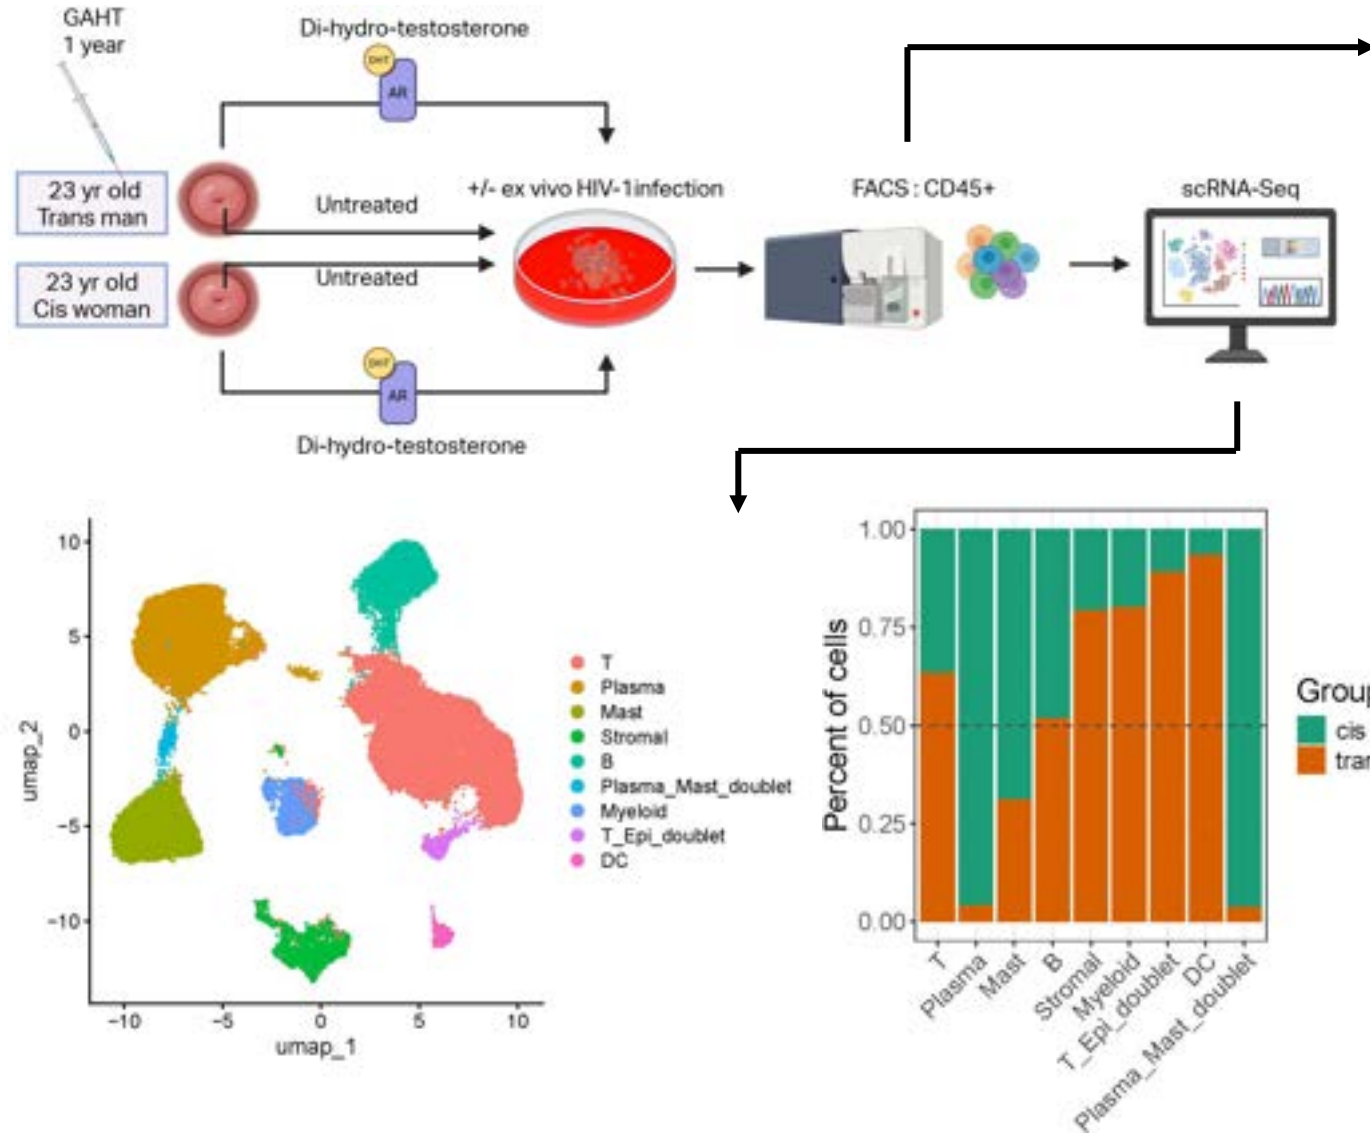 GAHT
1 year
Di-hydro-testosterone
DHT
AR
23 yr old
Trans man
Untreated
+/- ex vivo HIV-1infection
FACS : CD45+
scRNA-Seq
23 yr old
Cis woman
Untreated
DHT
AR
Di-hydro-testosterone
umap_2
10
5
0
−5
−10
−10
−5
0
5
10
umap_1
T
Plasma
Mast
Stromal
B
Plasma_Mast_doublet
Myeloid
T_Epi_doublet
DC
Percent of cells
1.00
0.75
0.50
0.25
0.00
T
Plasma
Mast
B
Stromal
Myeloid
T_Epi_doublet
DC
Plasma_Mast_doublet
Group
cis
tran